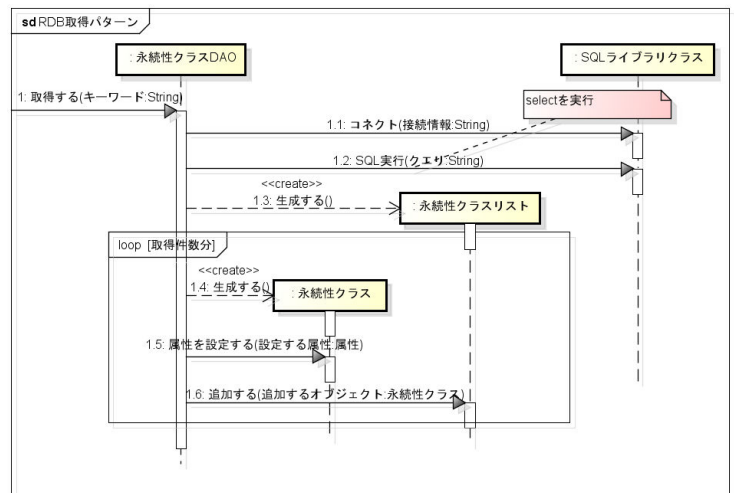 sd RDB取得パターン
: 永続性クラスDAO
: SQLライブラリクラス
1: 取得する(キーワード:String)
selectを実行
1.1: コネクト(接続情報:String)
1.2: SQL実行(クエリ:String)
<<create>>
1.3: 生成する()
: 永続性クラスリスト
loop [取得件数分]
<<create>>
1.4: 生成する()
: 永続性クラス
1.5: 属性を設定する(設定する属性:属性)
1.6: 追加する(追加するオブジェクト:永続性クラス)